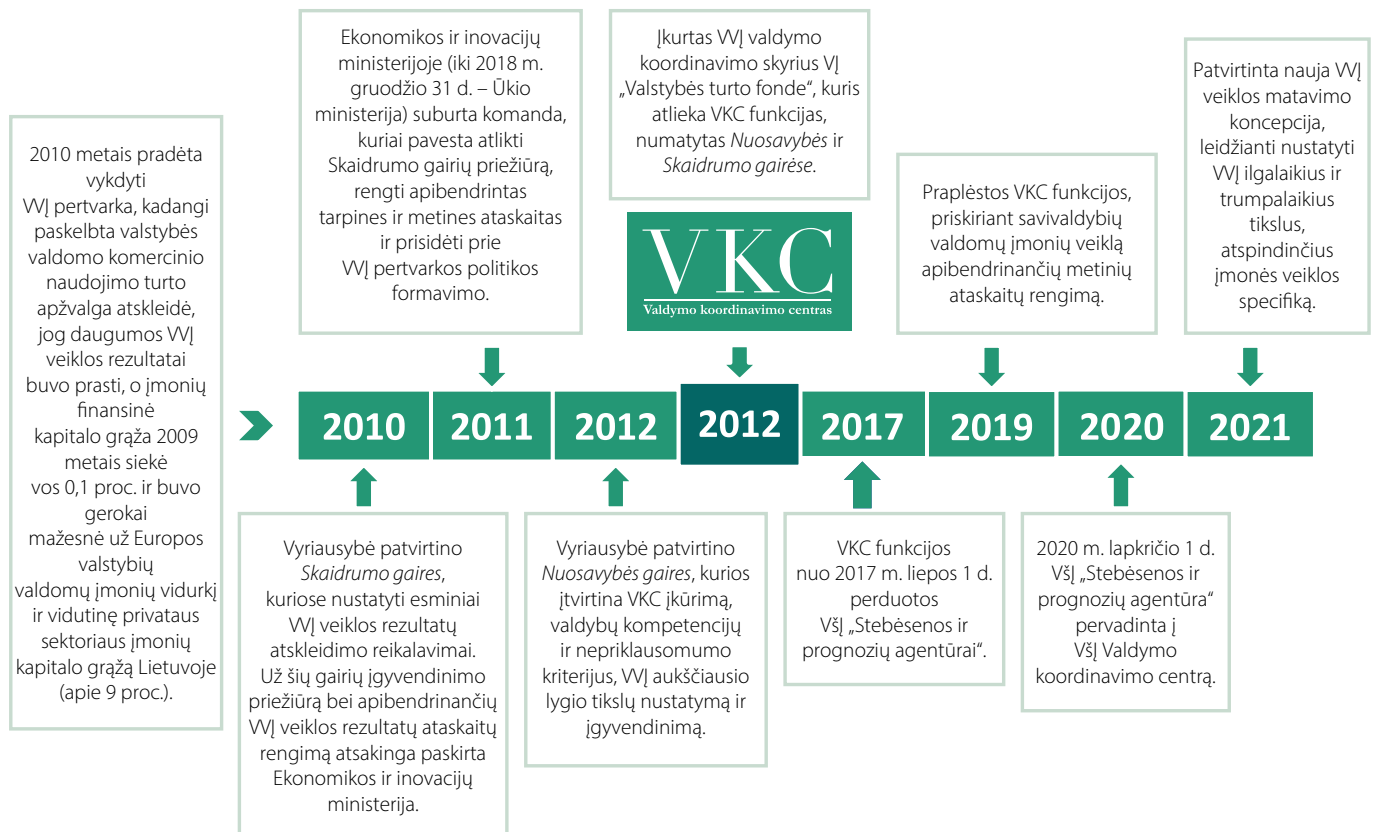 2010 metais pradėta
vykdyti
VVĮ pertvarka, kadangi
paskelbta valstybės
valdomo komercinio
naudojimo turto
apžvalga atskleidė,
jog daugumos VVĮ
veiklos rezultatai
buvo prasti, o įmonių
finansinė
kapitalo grąža 2009
metais siekė
vos 0,1 proc. ir buvo
gerokai
mažesnė už Europos
valstybių
valdomų įmonių vidurkį
ir vidutinę privataus
sektoriaus įmonių
kapitalo grąžą Lietuvoje
(apie 9 proc.).
Ekonomikos ir inovacijų
ministerijoje (iki 2018 m.
gruodžio 31 d. – Ūkio
ministerija) suburta komanda,
kuriai pavesta atlikti
Skaidrumo gairių priežiūrą,
rengti apibendrintas
tarpines ir metines ataskaitas
ir prisidėti prie
VVĮ pertvarkos politikos
formavimo.
Įkurtas VVĮ valdymo
koordinavimo skyrius VĮ
„Valstybės turto fonde“, kuris
atlieka VKC funkcijas,
numatytas Nuosavybės ir
Skaidrumo gairėse.
VKC
Valdymo koordinavimo centras
Praplėstos VKC funkcijos,
priskiriant savivaldybių
valdomų įmonių veiklą
apibendrinančių metinių
ataskaitų rengimą.
Patvirtinta nauja VVĮ
veiklos matavimo
koncepcija,
leidžianti nustatyti
VVĮ ilgalaikius ir
trumpalaikius
tikslus,
atspindinčius
įmonės veiklos
specifiką.
2010 2011 2012 2012 2017 2019 2020 2021
Vyriausybė patvirtino
Skaidrumo gaires,
kuriose nustatyti esminiai
VVĮ veiklos rezultatų
atskleidimo reikalavimai.
Už šių gairių įgyvendinimo
priežiūrą bei apibendrinančių
VVĮ veiklos rezultatų ataskaitų
rengimą atsakinga paskirta
Ekonomikos ir inovacijų
ministerija.
Vyriausybė patvirtino
Nuosavybės gaires, kurios
įtvirtina VKC įkūrimą,
valdybų kompetencijų
ir nepriklausomumo
kriterijus, VVĮ aukščiausio
lygio tikslų nustatymą ir
įgyvendinimą.
VKC funkcijos
nuo 2017 m. liepos 1 d.
perduotos
VšĮ „Stebėsenos ir
prognozių agentūrai“.
2020 m. lapkričio 1 d.
VšĮ „Stebėsenos ir
prognozių agentūra“
pervadinta į
VšĮ Valdymo
koordinavimo centrą.